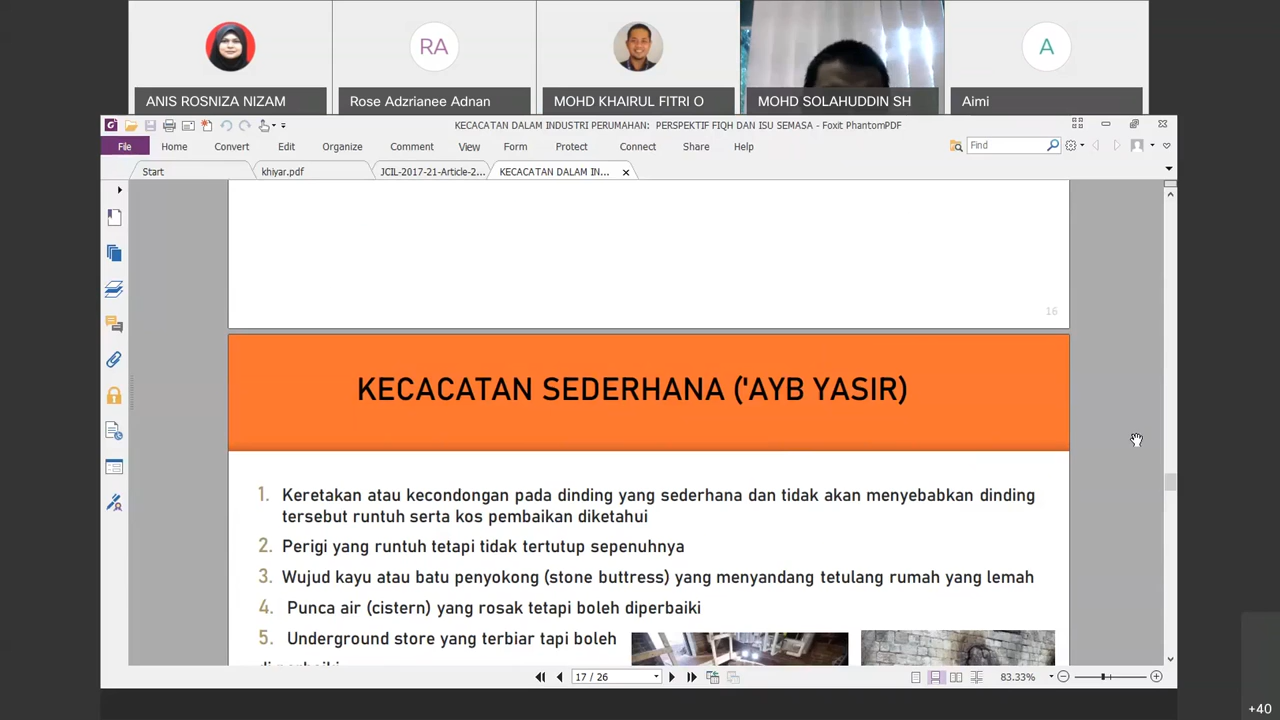 RA
A
ANIS ROSNIZA NIZAM
Rose Adzrianee Adnan
MOHD KHAIRUL FITRI O
MOHD SOLAHUDDIN SH
Aimi
KECACATAN DALAM INDUSTRI PERUMAHAN: PERSPEKTIF FIQH DAN ISU SEMASA - Foxit PhantomPDF
File Home Convert Edit Organize Comment View Form Protect Connect Share Help Find
Start khiyar.pdf JCIL-2017-21-Article-2... KECACATAN DALAM IN...
16
KECACATAN SEDERHANA ('AYB YASIR)
1. Keretakan atau kecondongan pada dinding yang sederhana dan tidak akan menyebabkan dinding
tersebut runtuh serta kos pembaikan diketahui
2. Perigi yang runtuh tetapi tidak tertutup sepenuhnya
3. Wujud kayu atau batu penyokong (stone buttress) yang menyandang tetulang rumah yang lemah
4. Punca air (cistern) yang rosak tetapi boleh diperbaiki
5. Underground store yang terbiar tapi boleh
17 / 26
83.33%
+40